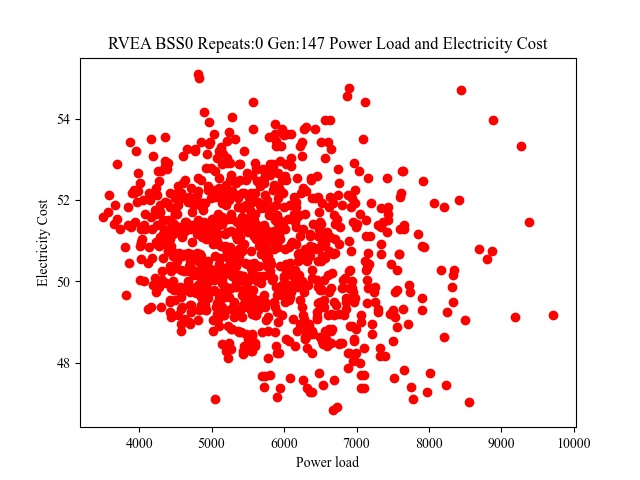 RVEA BSS0 Repeats:0 Gen:147 Power Load and Electricity Cost
54
52
50
48
Electricity Cost
4000 5000 6000 7000 8000 9000 10000
Power load